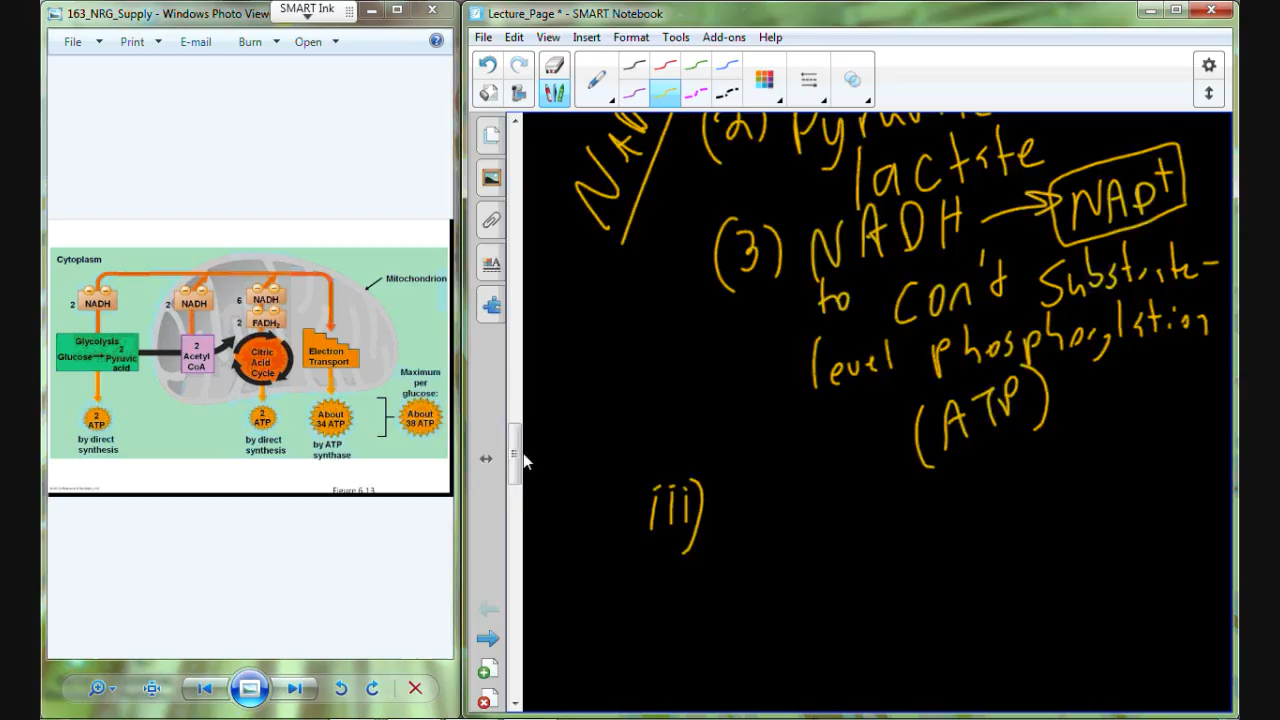 163_NRG_Supply - Windows Photo View
SMART Ink
File Print E-mail Burn Open
Cytoplasm
Mitochondrion
2 NADH
2 NADH
6 NADH
2 FADH2
Glycolysis
Glucose → 2 Pyruvic acid
2 Acetyl CoA
Citric Acid Cycle
Electron Transport
Maximum per glucose:
2 ATP
2 ATP
About 34 ATP
About 38 ATP
by direct synthesis
by direct synthesis
by ATP synthase
Figure 6.13
Lecture_Page * - SMART Notebook
File Edit View Insert Format Tools Add-ons Help
(2)
lactate
(3) NADH → NAD+
to con't Substrate-
level phosphorylation
(ATP)
iii)